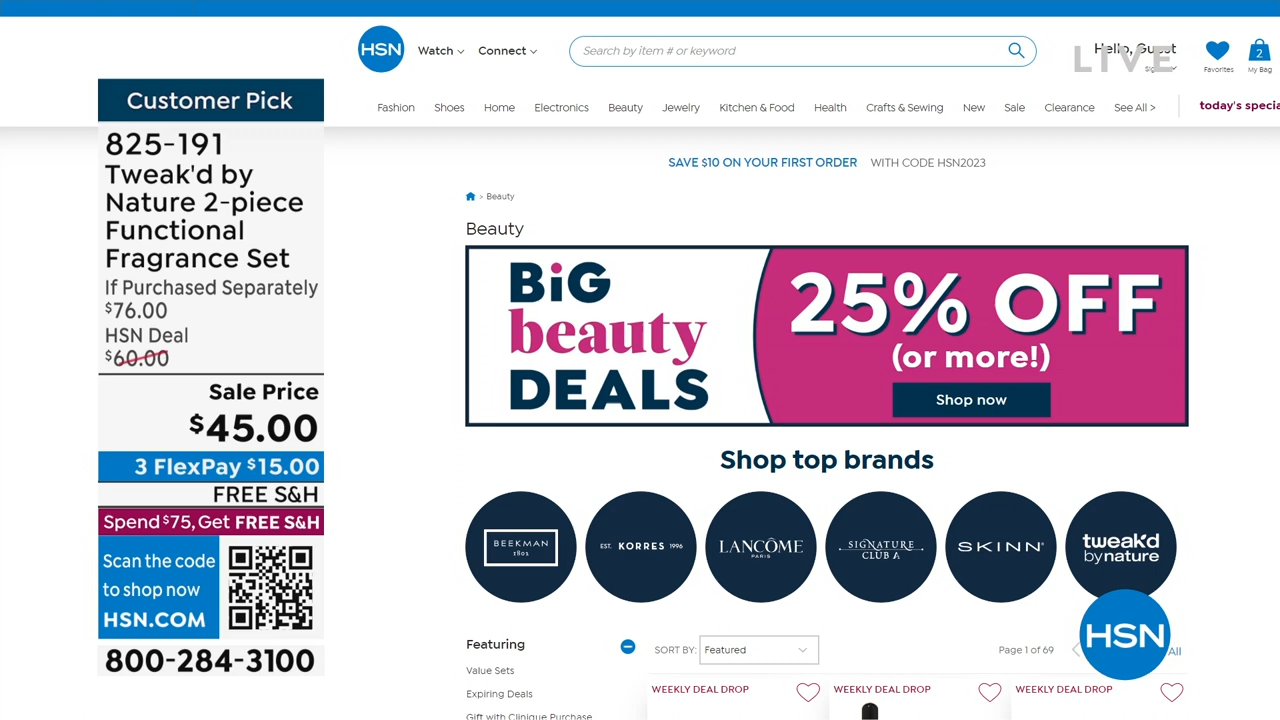 HSN
Watch
Connect
Search by item # or keyword
Hello, Guest
LIVE
Favorites
2
My Bag
Fashion
Shoes
Home
Electronics
Beauty
Jewelry
Kitchen & Food
Health
Crafts & Sewing
New
Sale
Clearance
See All >
today's specia
SAVE $10 ON YOUR FIRST ORDER WITH CODE HSN2023
> Beauty
Beauty
BiG
beauty
DEALS
25% OFF
(or more!)
Shop now
Shop top brands
BEEKMAN
1802
EST. KORRES 1996
LANCÔME
PARIS
SIGNATURE
CLUB A
SKINN
tweak'd
by nature
HSN
Featuring
Value Sets
Expiring Deals
Gift with Clinique Purchase
SORT BY:
Featured
Page 1 of 69
All
WEEKLY DEAL DROP
WEEKLY DEAL DROP
WEEKLY DEAL DROP
Customer Pick
825-191
Tweak'd by
Nature 2-piece
Functional
Fragrance Set
If Purchased Separately
$76.00
HSN Deal
$60.00
Sale Price
$45.00
3 FlexPay $15.00
FREE S&H
Spend $75, Get FREE S&H
Scan the code
to shop now
HSN.COM
800-284-3100